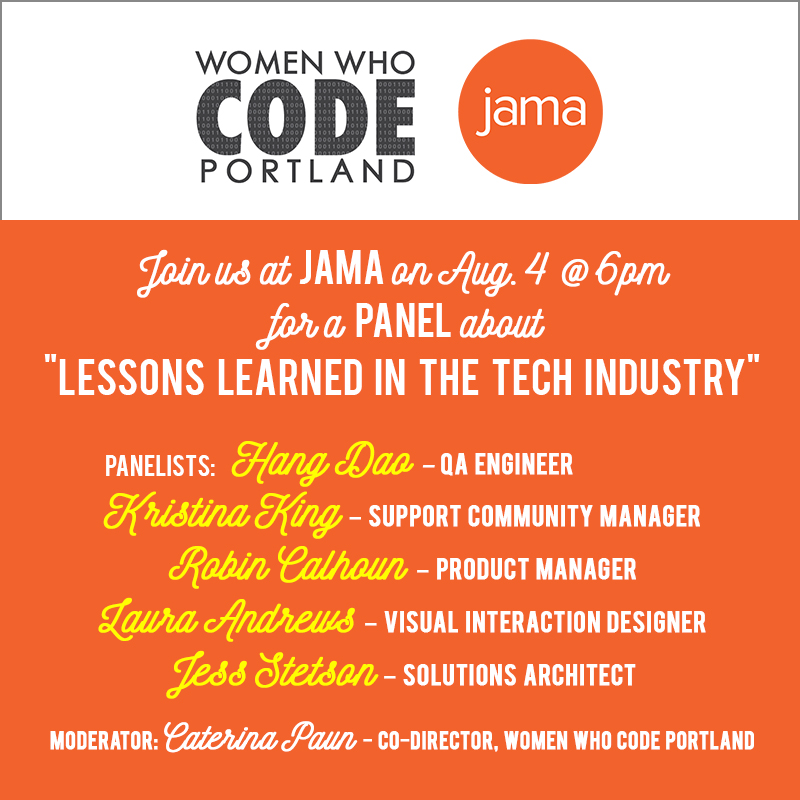 WOMEN WHO
CODE
PORTLAND
jama
Join us at JAMA on Aug. 4 @ 6pm
for a PANEL about
"LESSONS LEARNED IN THE TECH INDUSTRY"
PANELISTS: Hang Dao – QA ENGINEER
Kristina King – SUPPORT COMMUNITY MANAGER
Robin Calhoun – PRODUCT MANAGER
Laura Andrews – VISUAL INTERACTION DESIGNER
Jess Stetson – SOLUTIONS ARCHITECT
MODERATOR: Caterina Paun - CO-DIRECTOR, WOMEN WHO CODE PORTLAND